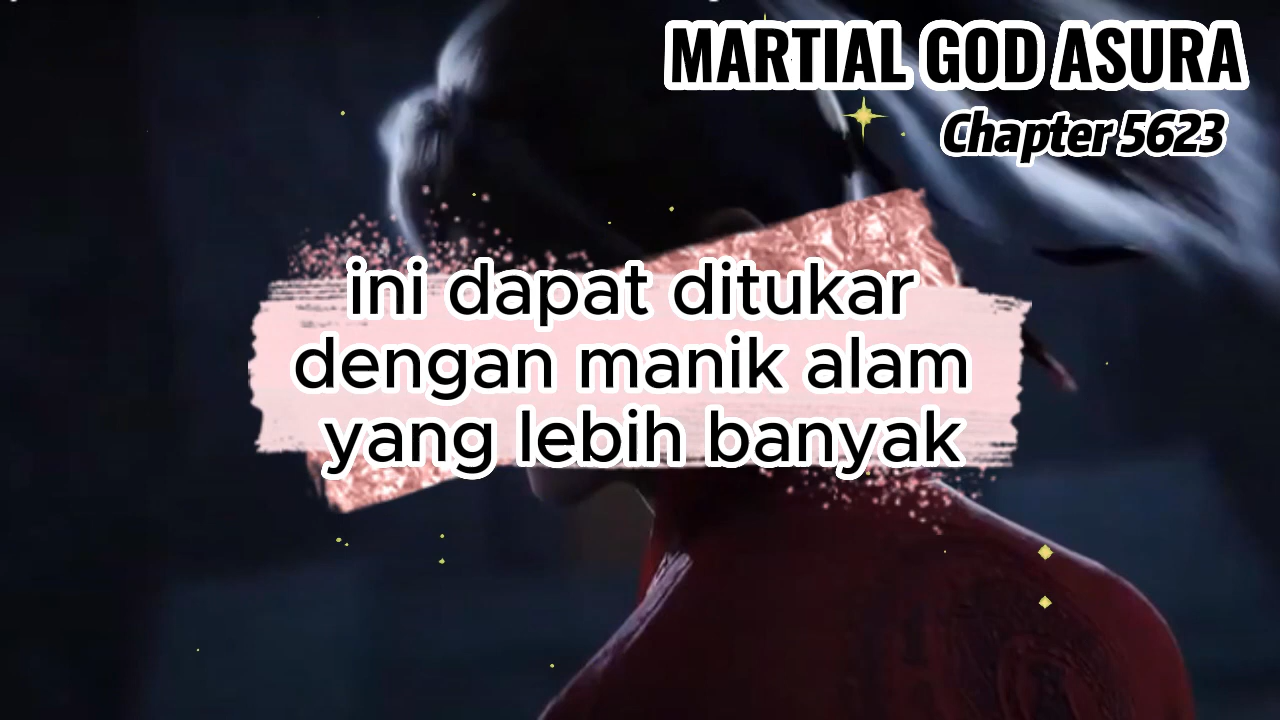 MARTIAL GOD ASURA
Chapter 5623
ini dapat ditukar
dengan manik alam
yang lebih banyak